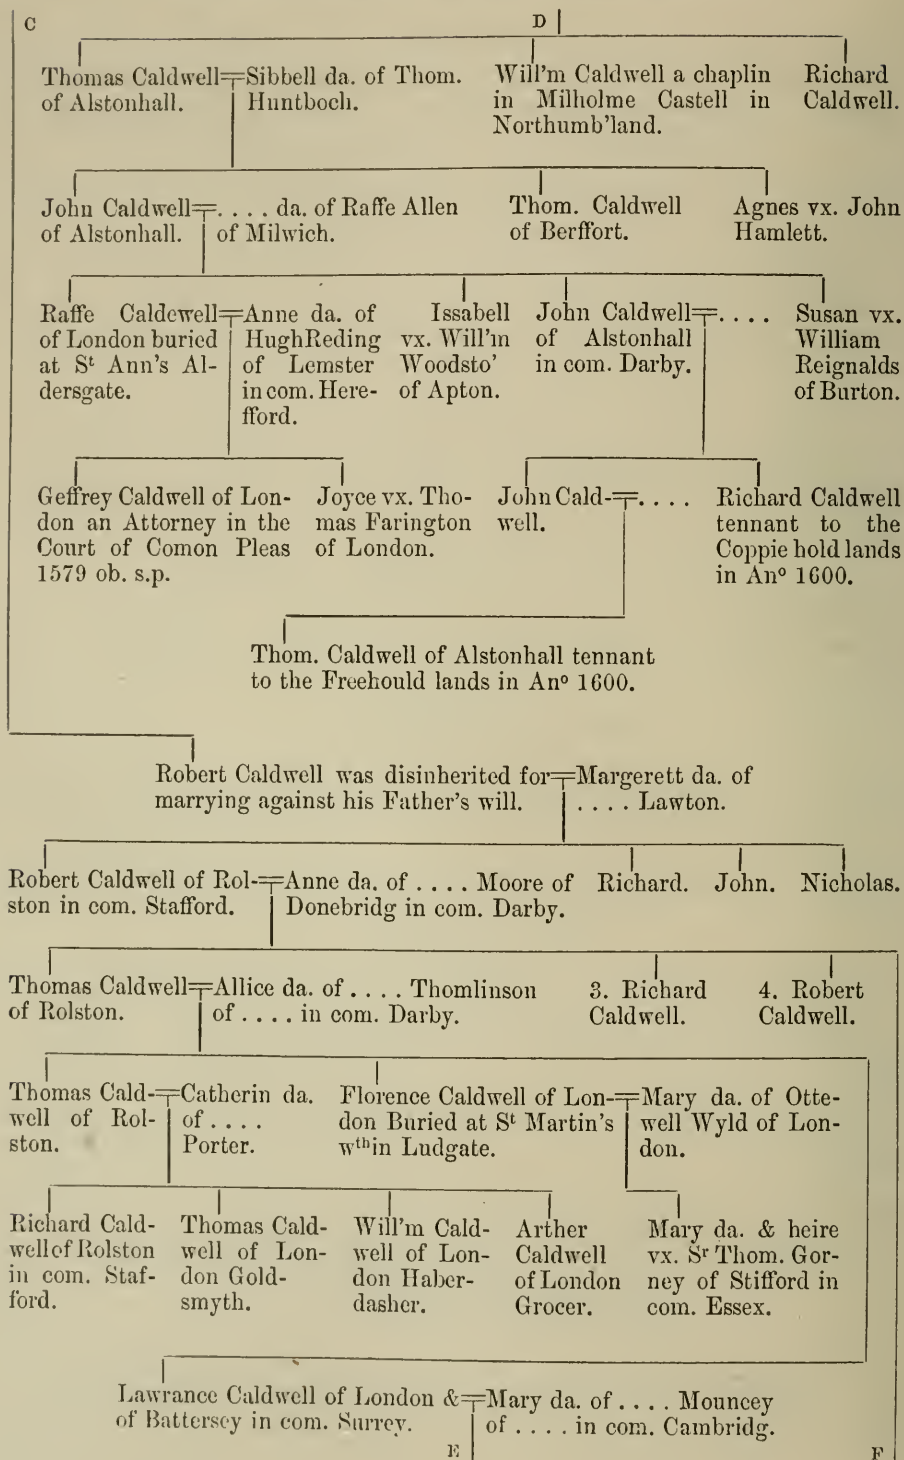 C
D
Thomas Caldwell=Sibbell da. of Thom.
of Alstonhall.
Huntboch.
Will'm Caldwell a chaplin
in Milholme Castell in
Northumb'land.
Richard
Caldwell.
John Caldwell=. . . . da. of Raffe Allen
of Alstonhall.
of Milwich.
Thom. Caldwell
of Berffort.
Agnes vx. John
Hamlett.
Raffe Caldewell
of London buried
at St Ann's Al-
dersgate.
=Anne da. of
Hugh Reding
of Lemster
in com. Here-
fford.
Issabell
vx. Will'm
Woodsto'
of Apton.
John Caldwell=. . . .
of Alstonhall
in com. Darby.
Susan vx.
William
Reignalds
of Burton.
Geffrey Caldwell of Lon-
don an Attorney in the
Court of Comon Pleas
1579 ob. s.p.
Joyce vx. Tho-
mas Farington
of London.
John Cald-=. . . .
well.
Richard Caldwell
tennant to the
Coppie hold lands
in Ano 1600.
Thom. Caldwell of Alstonhall tennant
to the Freehould lands in Ano 1600.
Robert Caldwell was disinherited for=Margerett da. of
marrying against his Father's will.
. . . . Lawton.
Robert Caldwell of Rol-=Anne da. of . . . . Moore of
ston in com. Stafford.
Donebridg in com. Darby.
Richard.
John.
Nicholas.
Thomas Caldwell=Allice da. of . . . . Thomlinson
of Rolston.
of . . . . in com. Darby.
3. Richard
Caldwell.
4. Robert
Caldwell.
Thomas Cald-
well of Rol-
ston.
=Catherin da.
of . . . .
Porter.
Florence Caldwell of Lon-
don Buried at St Martin's
wthin Ludgate.
=Mary da. of Otte-
well Wyld of Lon-
don.
Richard Cald-
well of Rolston
in com. Staf-
ford.
Thomas Cald-
well of Lon-
don Gold-
smyth.
Will'm Cald-
well of Lon-
don Haber-
dasher.
Arther
Caldwell
of London
Grocer.
Mary da. & heire
vx. Sr Thom. Gor-
ney of Stifford in
com. Essex.
Lawrance Caldwell of London &=Mary da. of . . . . Mouncey
of Battersey in com. Surrey.
of . . . . in com. Cambridg.
E
F